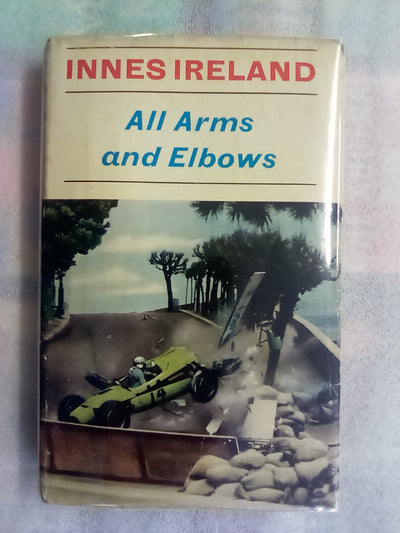 INNES IRELAND
All Arms
and Elbows
14